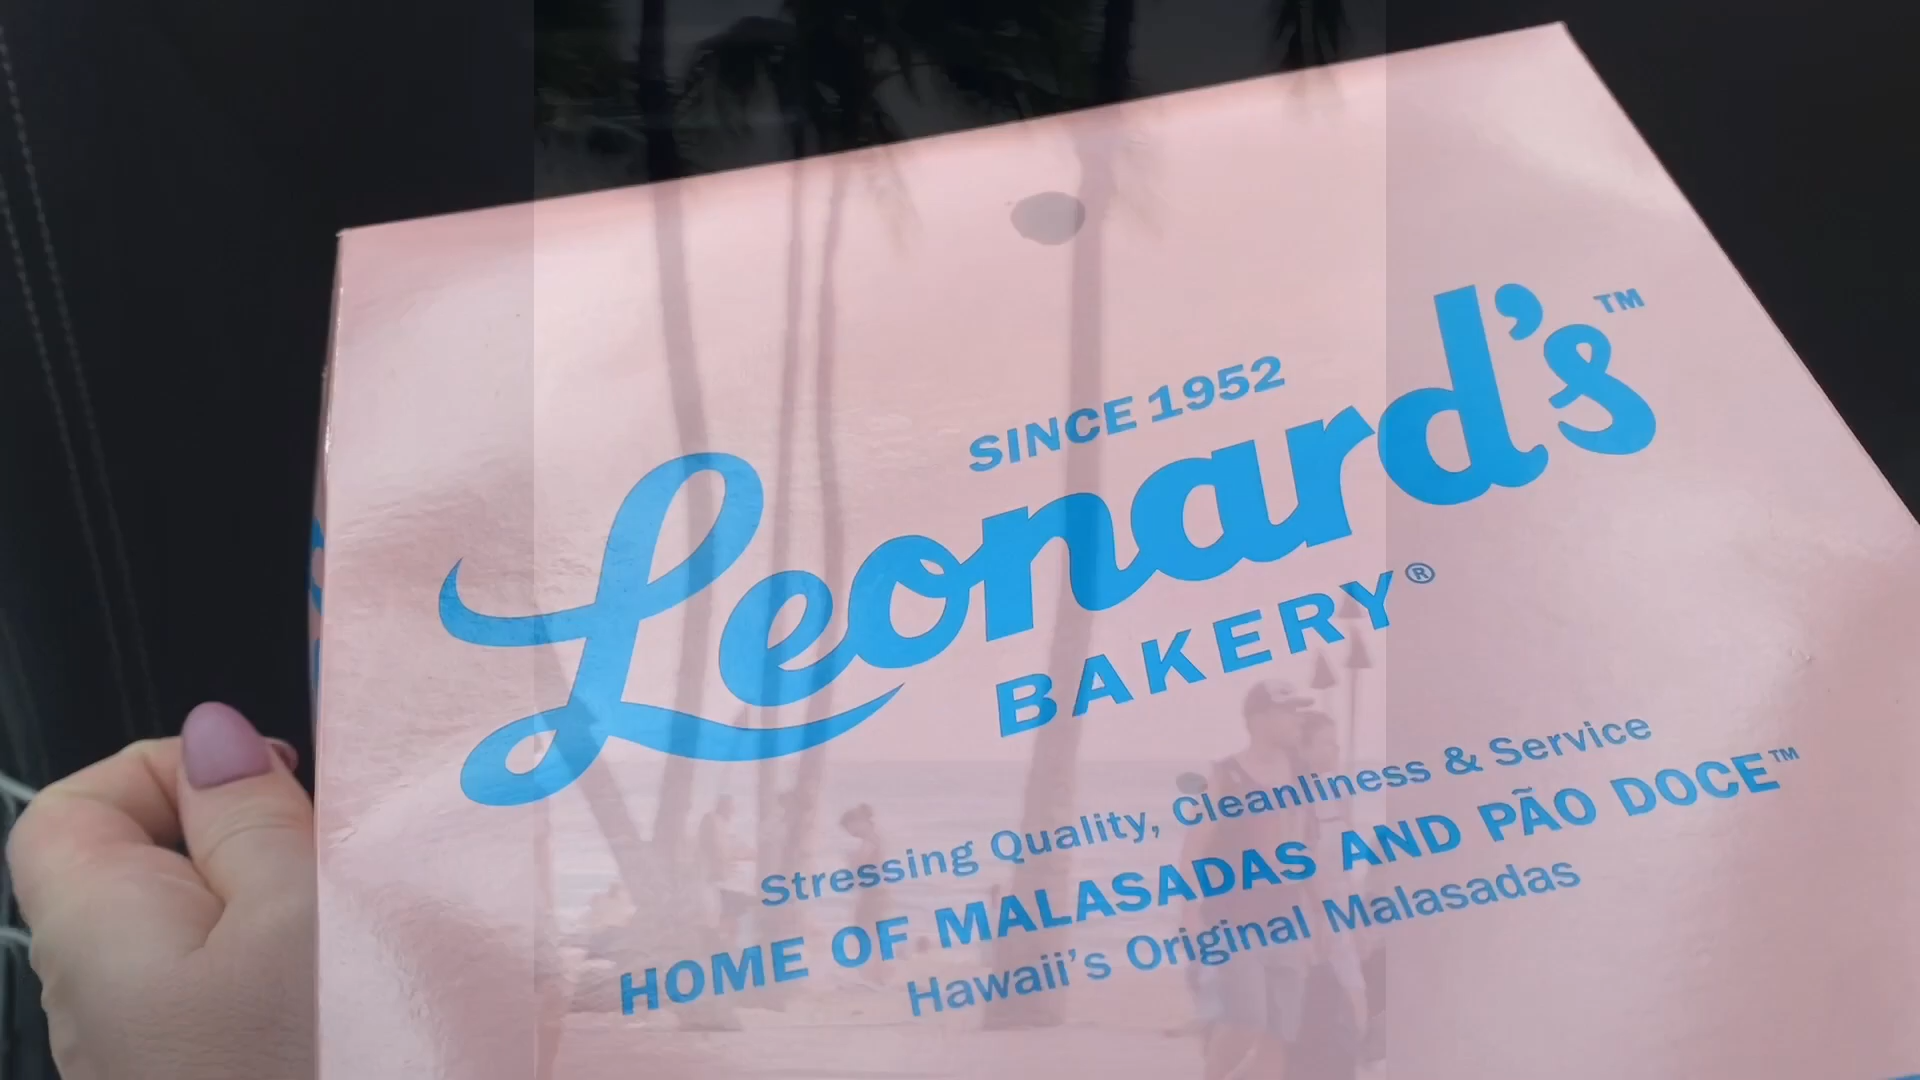 SINCE 1952
Leonard's™
BAKERY®
Stressing Quality, Cleanliness & Service
HOME OF MALASADAS AND PÃO DOCE™
Hawaii's Original Malasadas